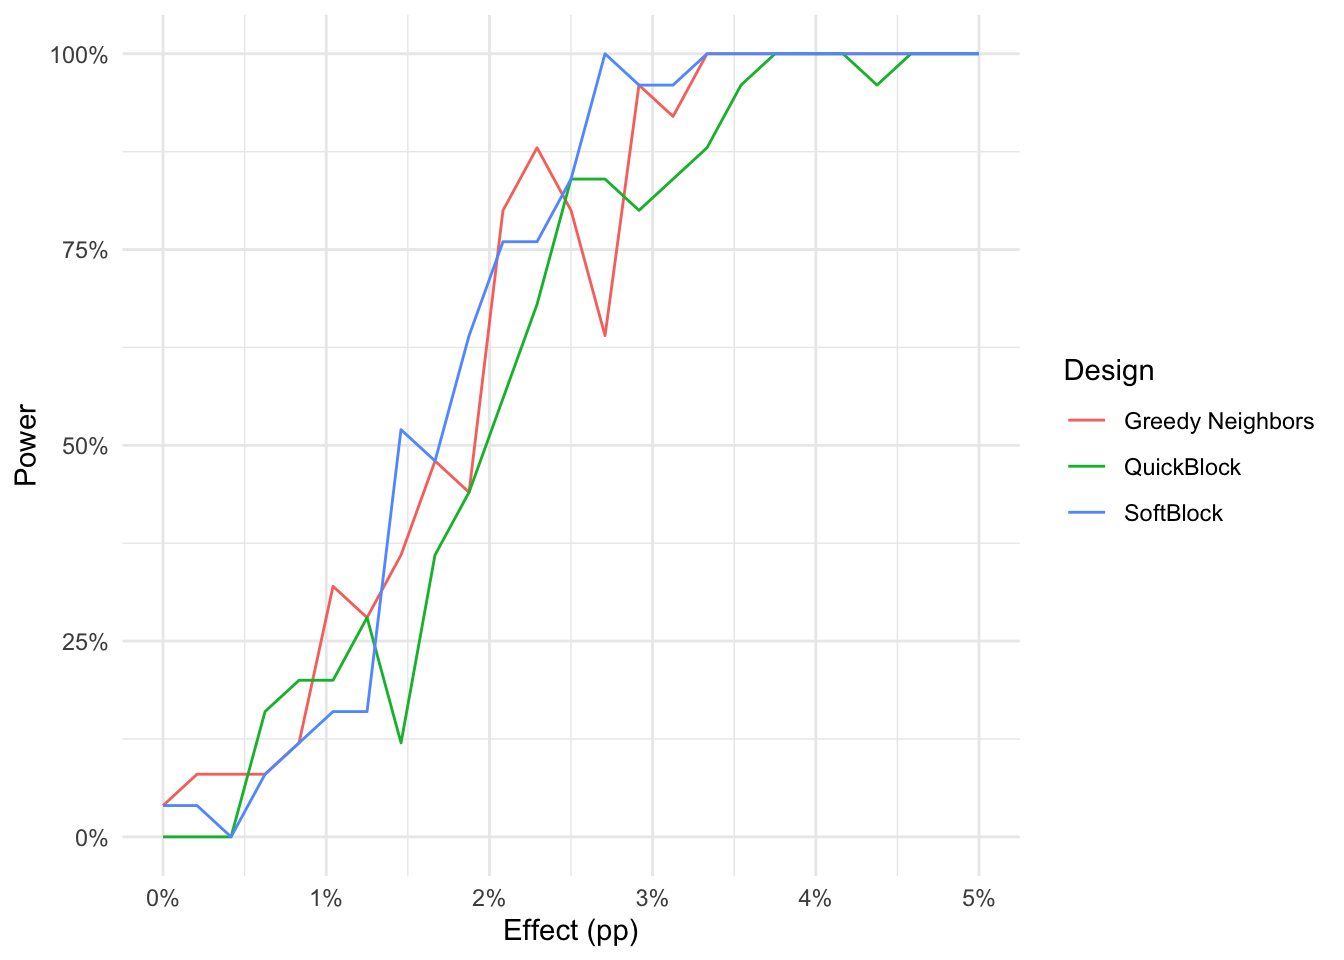 100%
75%
50%
25%
0%
Power
0%
1%
2%
3%
4%
5%
Effect (pp)
Design
Greedy Neighbors
QuickBlock
SoftBlock